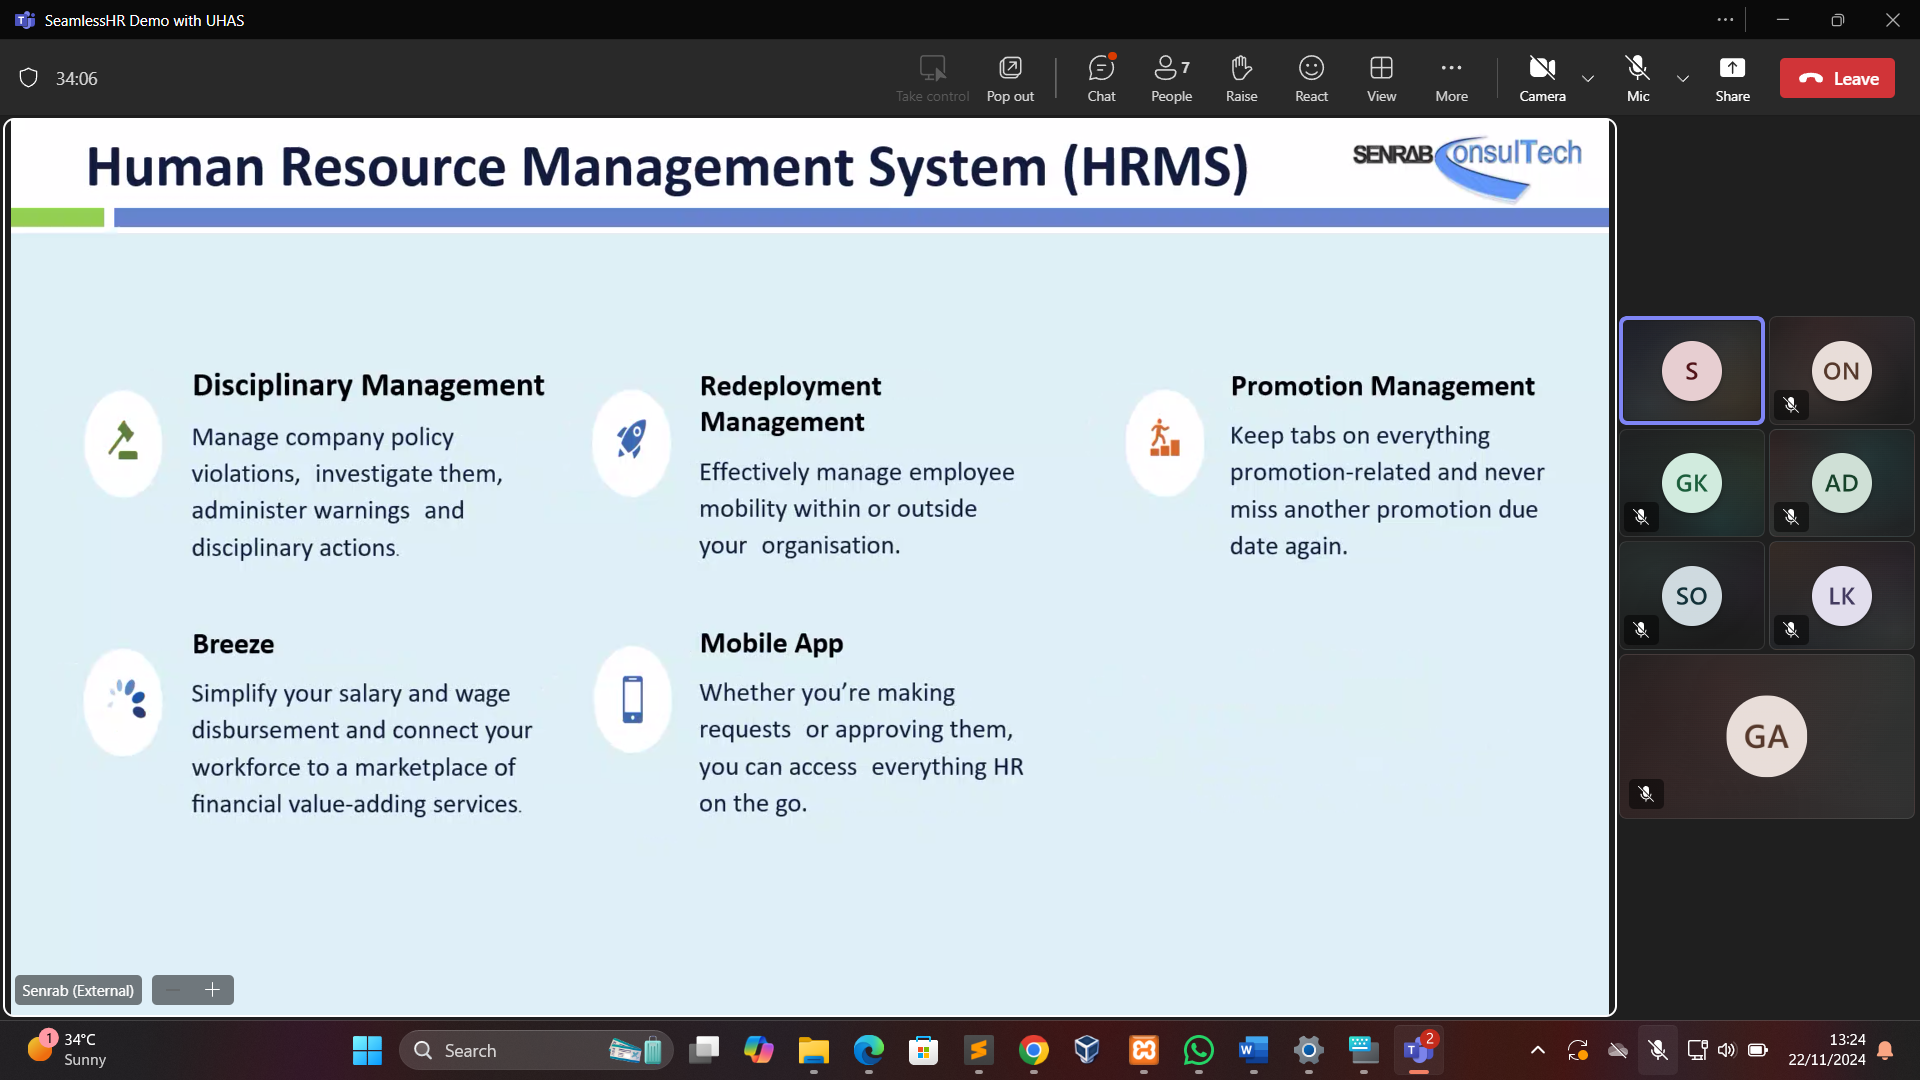 SeamlessHR Demo with UHAS
34:06
Take control
Pop out
Chat
7
People
Raise
React
View
More
Camera
Mic
Share
Leave
Human Resource Management System (HRMS)
SENRAB ConsulTech
Disciplinary Management
Manage company policy
violations, investigate them,
administer warnings and
disciplinary actions.
Redeployment
Management
Effectively manage employee
mobility within or outside
your organisation.
Promotion Management
Keep tabs on everything
promotion-related and never
miss another promotion due
date again.
Breeze
Simplify your salary and wage
disbursement and connect your
workforce to a marketplace of
financial value-adding services.
Mobile App
Whether you’re making
requests or approving them,
you can access everything HR
on the go.
S
ON
GK
AD
SO
LK
GA
Senrab (External)
1
34°C
Sunny
Search
2
13:24
22/11/2024